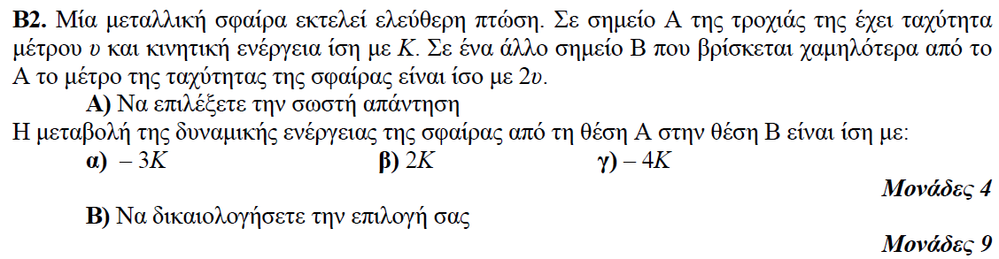 Β2. Μία μεταλλική σφαίρα εκτελεί ελεύθερη πτώση. Σε σημείο Α της τροχιάς της έχει ταχύτητα
μέτρου υ και κινητική ενέργεια ίση με Κ. Σε ένα άλλο σημείο Β που βρίσκεται χαμηλότερα από το
Α το μέτρο της ταχύτητας της σφαίρας είναι ίσο με 2υ.
Α) Να επιλέξετε την σωστή απάντηση
Η μεταβολή της δυναμικής ενέργειας της σφαίρας από τη θέση Α στην θέση Β είναι ίση με:
α) – 3Κ β) 2Κ γ) – 4Κ
Μονάδες 4
Β) Να δικαιολογήσετε την επιλογή σας
Μονάδες 9